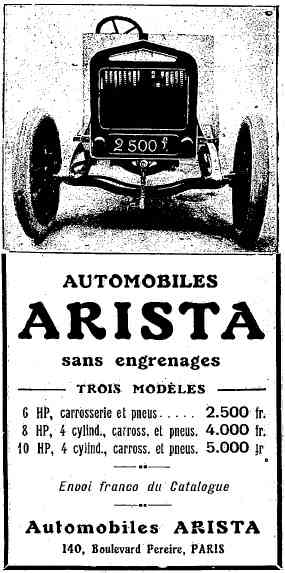 2500 f.
AUTOMOBILES
ARISTA
sans engrenages
TROIS MODÈLES
6 HP, carrosserie et pneus..... 2.500 fr.
8 HP, 4 cylind., carross. et pneus. 4.000 fr.
10 HP, 4 cylind., carross. et pneus. 5.000 fr
Envoi franco du Catalogue
Automobiles ARISTA
140, Boulevard Pereire, PARIS